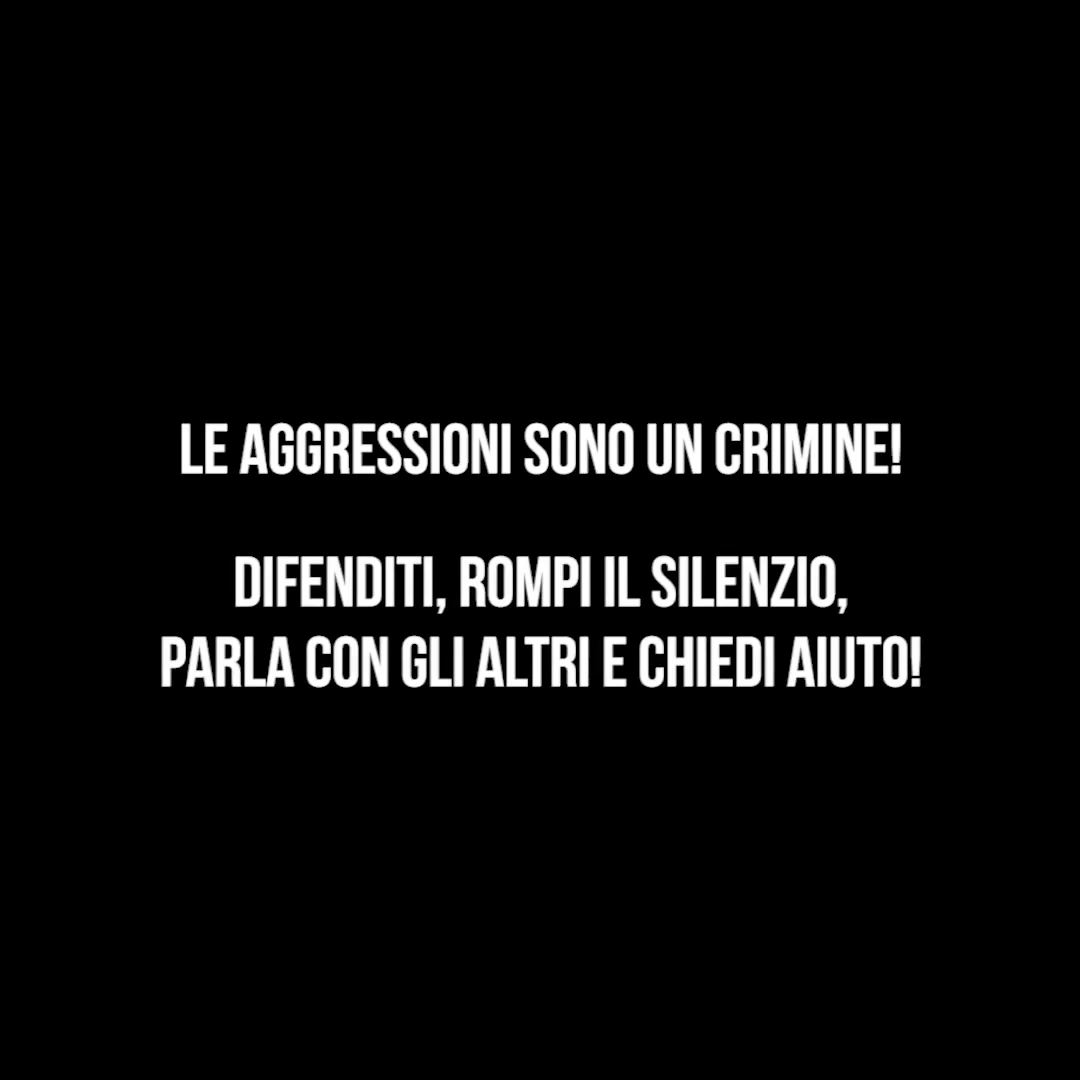 LE AGGRESSIONI SONO UN CRIMINE!
DIFENDITI, ROMPI IL SILENZIO,
PARLA CON GLI ALTRI E CHIEDI AIUTO!